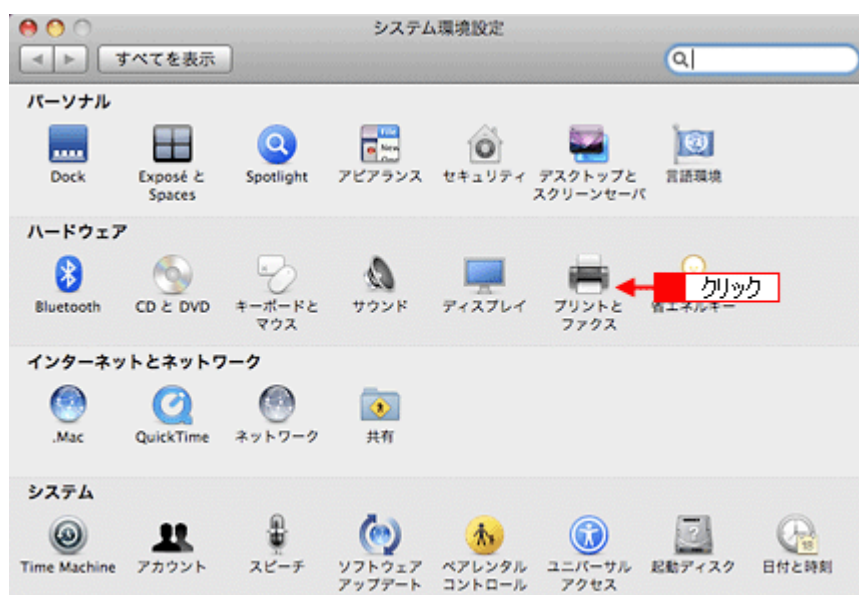 システム環境設定
すべてを表示
パーソナル
Dock
Exposé と
Spaces
Spotlight
アピアランス
セキュリティ
デスクトップと
スクリーンセーバ
言語環境
ハードウェア
Bluetooth
CD と DVD
キーボードと
マウス
サウンド
ディスプレイ
プリントと
ファクス
クリック
省エネルギー
インターネットとネットワーク
.Mac
QuickTime
ネットワーク
共有
システム
Time Machine
アカウント
スピーチ
ソフトウェア
アップデート
ペアレンタル
コントロール
ユニバーサル
アクセス
起動ディスク
日付と時刻